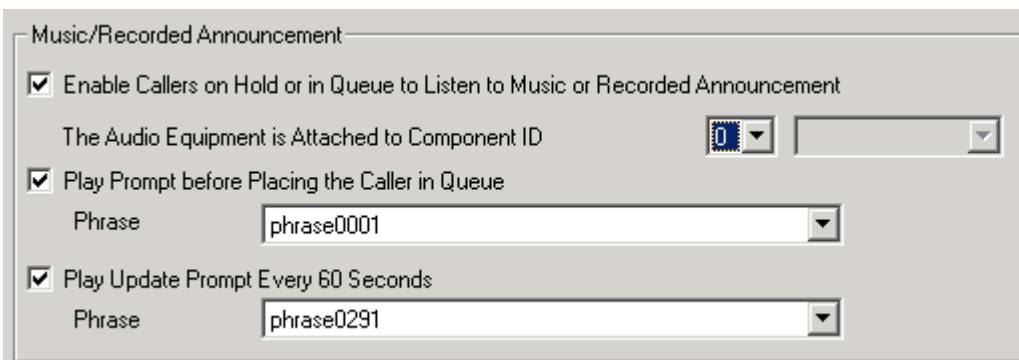 Music/Recorded Announcement
Enable Callers on Hold or in Queue to Listen to Music or Recorded Announcement
The Audio Equipment is Attached to Component ID 0
Play Prompt before Placing the Caller in Queue
Phrase phrase0001
Play Update Prompt Every 60 Seconds
Phrase phrase0291